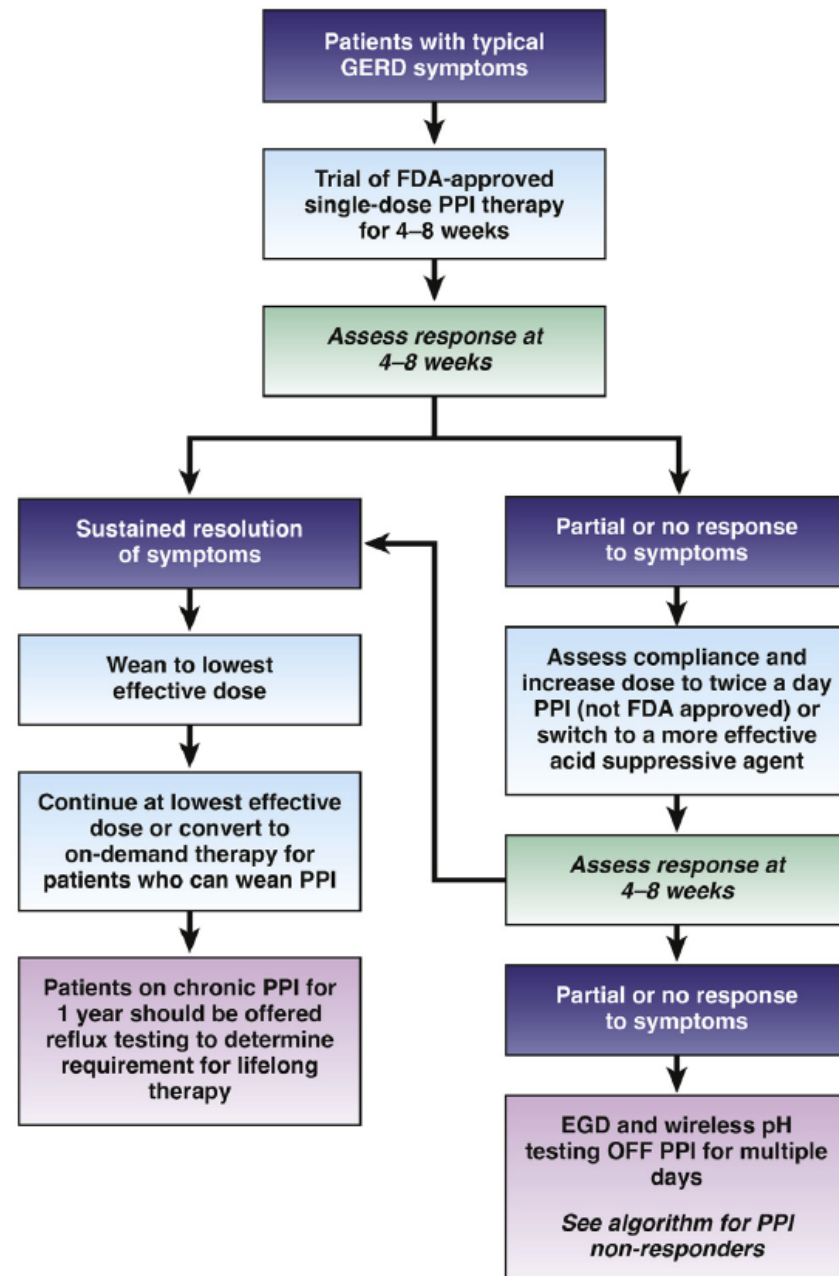 Patients with typical
GERD symptoms
Trial of FDA-approved
single-dose PPI therapy
for 4–8 weeks
Assess response at
4–8 weeks
Sustained resolution
of symptoms
Wean to lowest
effective dose
Continue at lowest effective
dose or convert to
on-demand therapy for
patients who can wean PPI
Patients on chronic PPI for
1 year should be offered
reflux testing to determine
requirement for lifelong
therapy
Partial or no response
to symptoms
Assess compliance and
increase dose to twice a day
PPI (not FDA approved) or
switch to a more effective
acid suppressive agent
Assess response at
4–8 weeks
Partial or no response
to symptoms
EGD and wireless pH
testing OFF PPI for multiple
days
See algorithm for PPI
non-responders